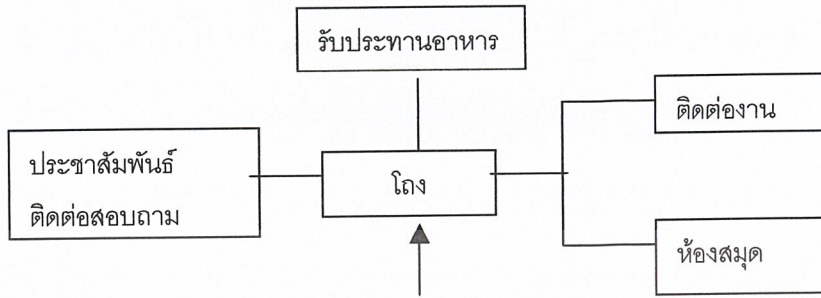 รับประทานอาหาร
ติดต่องาน
ประชาสัมพันธ์
ติดต่อสอบถาม
โถง
ห้องสมุด